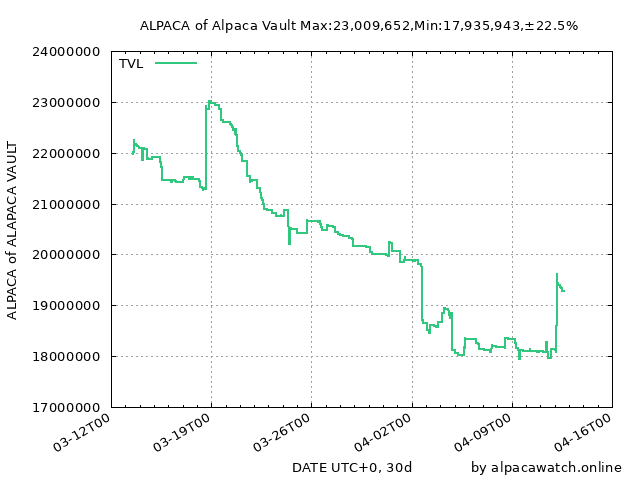 ALPACA of Alpaca Vault Max:23,009,652,Min:17,935,943,±22.5%
24000000
TVL
23000000
22000000
21000000
20000000
19000000
18000000
17000000
ALPACA of ALAPACA VAULT
03-12T00
03-19T00
03-26T00
04-02T00
04-09T00
04-16T00
DATE UTC+0, 30d
by alpacawatch.online